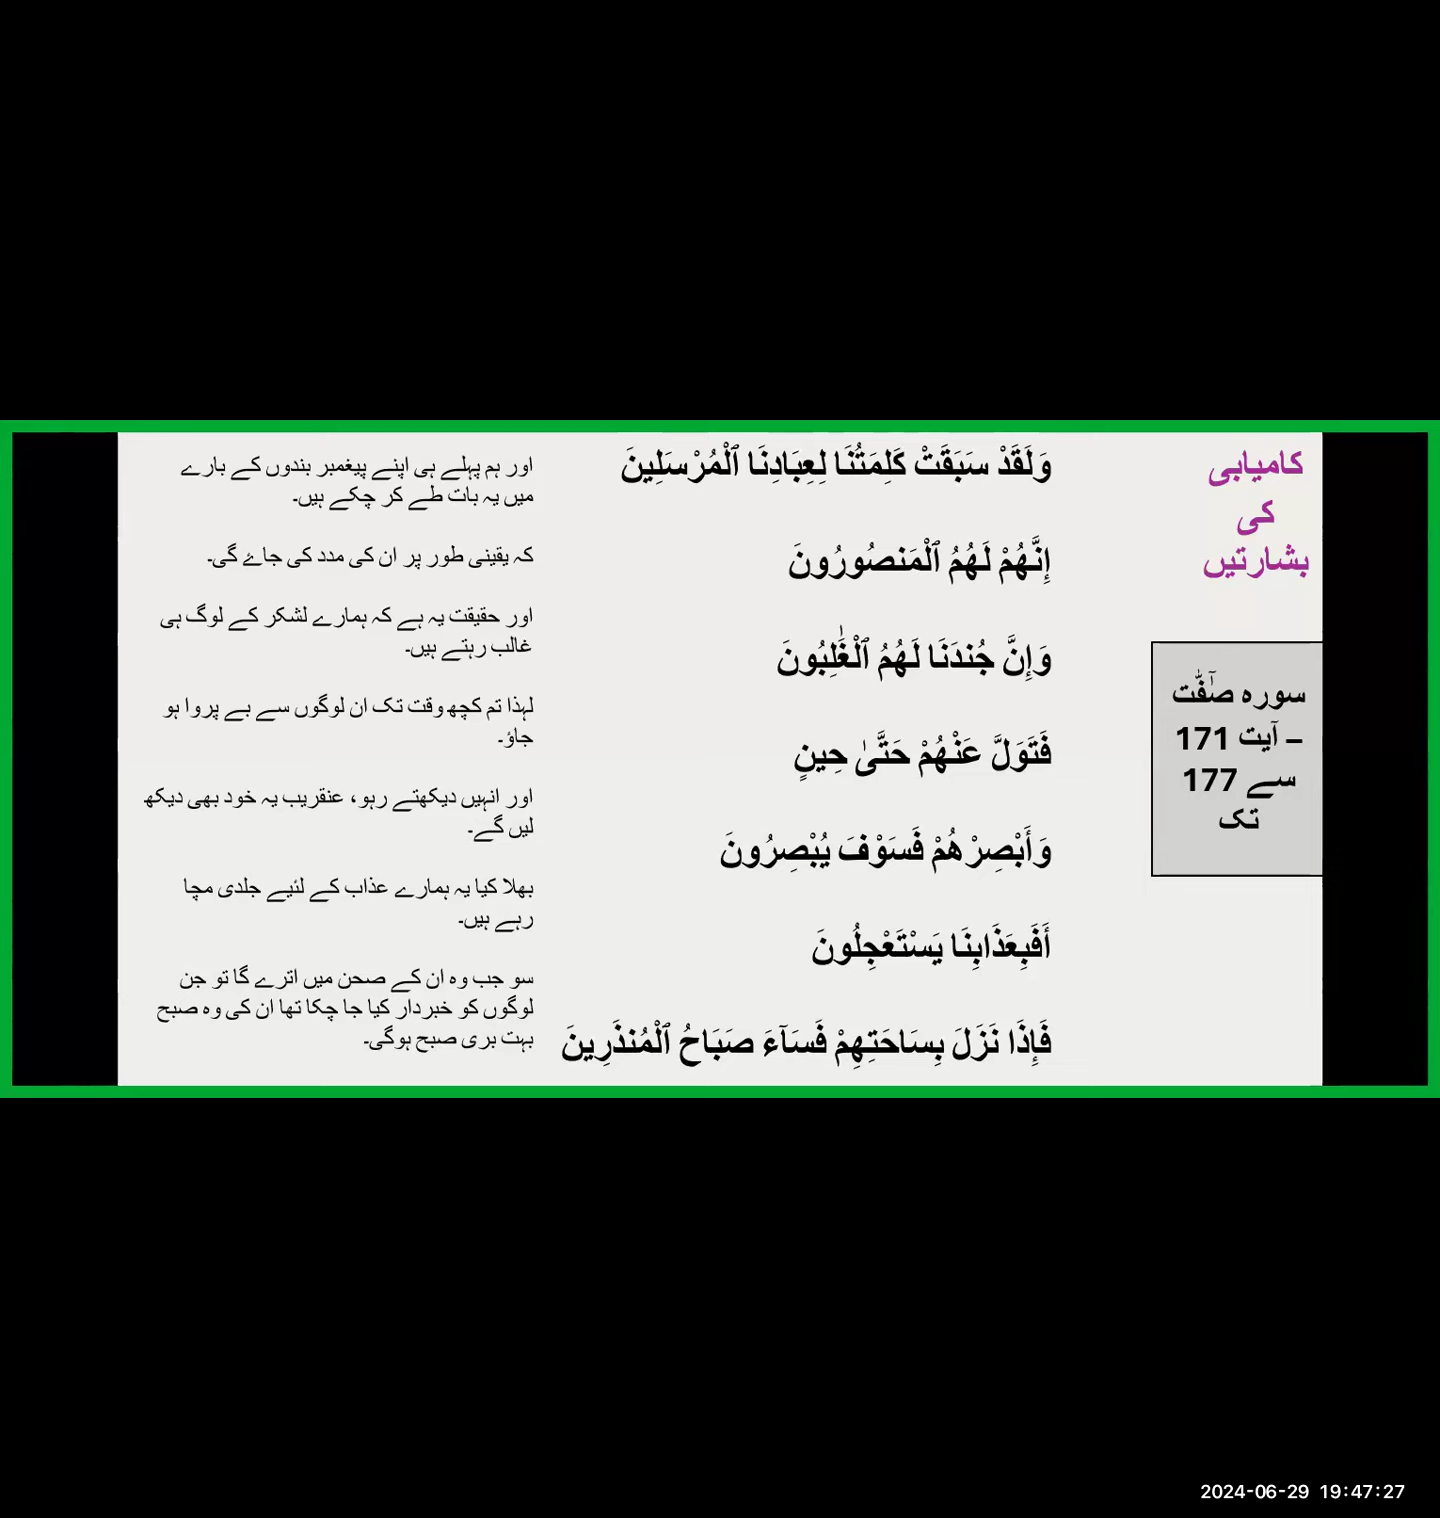 کامیابی
کی
بشارتیں
سورہ صٓفّٰت
– آیت 171
سے 177
تک
وَلَقَدْ سَبَقَتْ كَلِمَتُنَا لِعِبَادِنَا ٱلْمُرْسَلِينَ
إِنَّهُمْ لَهُمُ ٱلْمَنصُورُونَ
وَإِنَّ جُندَنَا لَهُمُ ٱلْغَٰلِبُونَ
فَتَوَلَّ عَنْهُمْ حَتَّىٰ حِينٍ
وَأَبْصِرْهُمْ فَسَوْفَ يُبْصِرُونَ
أَفَبِعَذَابِنَا يَسْتَعْجِلُونَ
فَإِذَا نَزَلَ بِسَاحَتِهِمْ فَسَآءَ صَبَاحُ ٱلْمُنذَرِينَ
اور ہم پہلے ہی اپنے پیغمبر بندوں کے بارے
میں یہ بات طے کر چکے ہیں۔
کہ یقینی طور پر ان کی مدد کی جاۓ گی۔
اور حقیقت یہ ہے کہ ہمارے لشکر کے لوگ ہی
غالب رہتے ہیں۔
لہذا تم کچھ وقت تک ان لوگوں سے بے پروا ہو
جاؤ۔
اور انہیں دیکھتے رہو، عنقریب یہ خود بھی دیکھ
لیں گے۔
بھلا کیا یہ ہمارے عذاب کے لئیے جلدی مچا
رہے ہیں۔
سو جب وہ ان کے صحن میں اترے گا تو جن
لوگوں کو خبردار کیا جا چکا تھا ان کی وہ صبح
بہت بری صبح ہوگی۔
2024-06-29 19:47:27